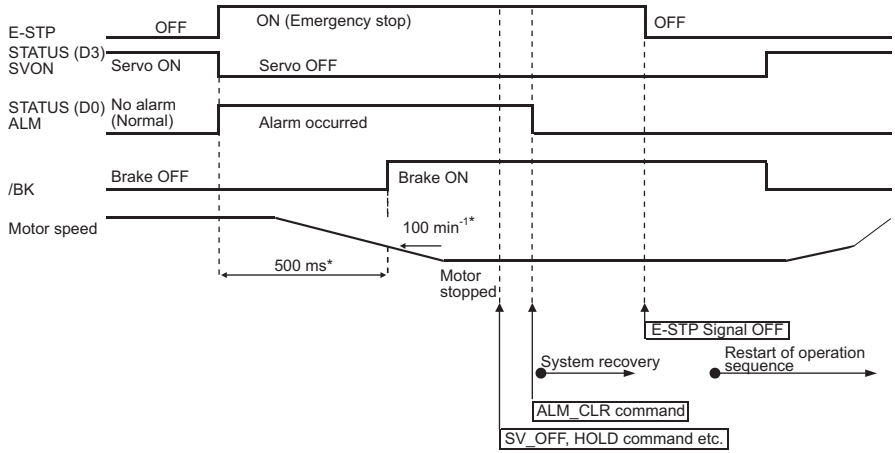 E-STP
OFF
ON (Emergency stop)
OFF
STATUS (D3)
SVON
Servo ON
Servo OFF
STATUS (D0)
ALM
No alarm
(Normal)
Alarm occurred
/BK
Brake OFF
Brake ON
Motor speed
100 min-1*
500 ms*
Motor
stopped
E-STP Signal OFF
System recovery
Restart of operation
sequence
ALM_CLR command
SV_OFF, HOLD command etc.